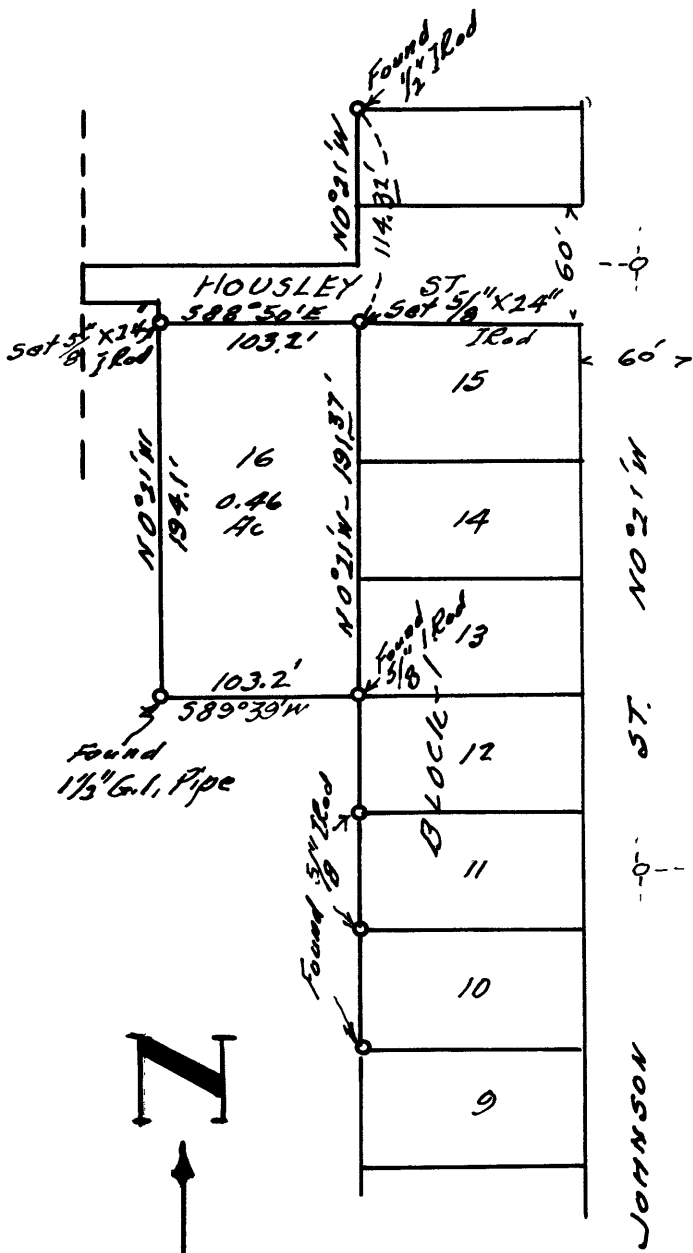 Found
1/2" I Rod
N0°21'W
114.32'
60'
HOUSLEY ST
S88°50'E
103.2'
Set 5/8" x 24"
I Rod
Set 5/8" x 24"
I Rod
60'
15
N0°21'W
194.1'
16
0.46
Ac
N0°21'W - 191.37'
14
N0°21'W
13
Found
5/8" I. Rod
103.2'
S89°39'W
Found
1 1/3" G.I. Pipe
BLOCK-1
12
ST.
11
Found 5/8" I Rod
10
9
N
JOHNSON